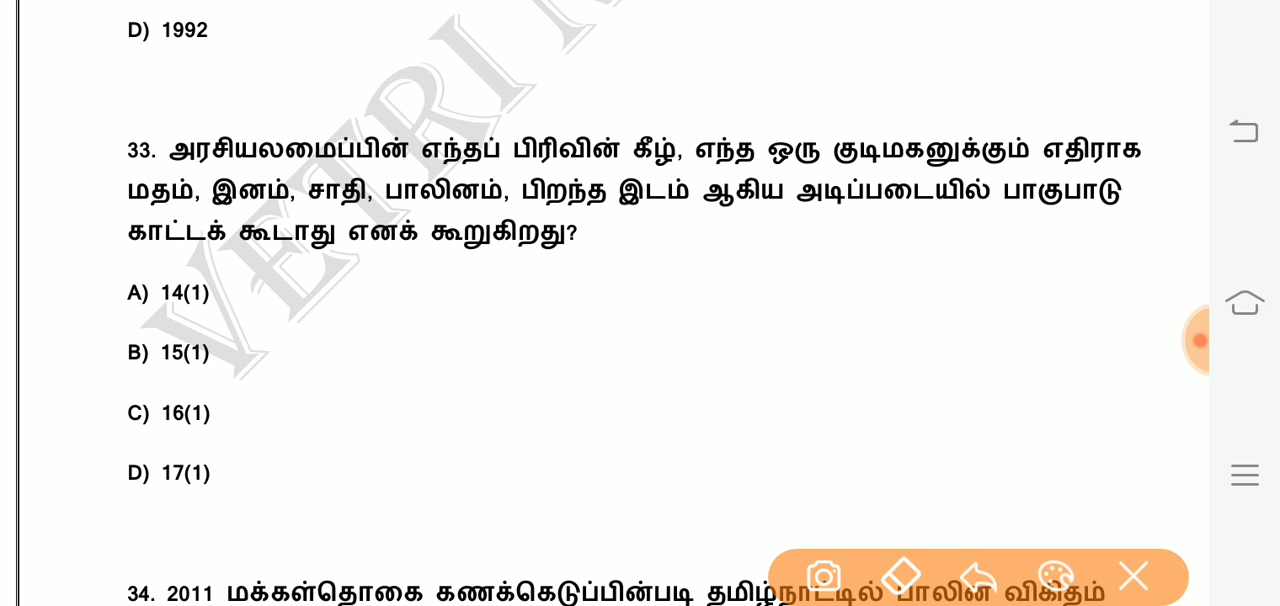 D) 1992
33. அரசியலமைப்பின் எந்தப் பிரிவின் கீழ், எந்த ஒரு குடிமகனுக்கும் எதிராக
மதம், இனம், சாதி, பாலினம், பிறந்த இடம் ஆகிய அடிப்படையில் பாகுபாடு
காட்டக் கூடாது எனக் கூறுகிறது?
A) 14(1)
B) 15(1)
C) 16(1)
D) 17(1)
34. 2011 மக்கள்தொகை கணக்கெடுப்பின்படி தமிழ்நாட்டில் பாலின விகிதம்
VETRI